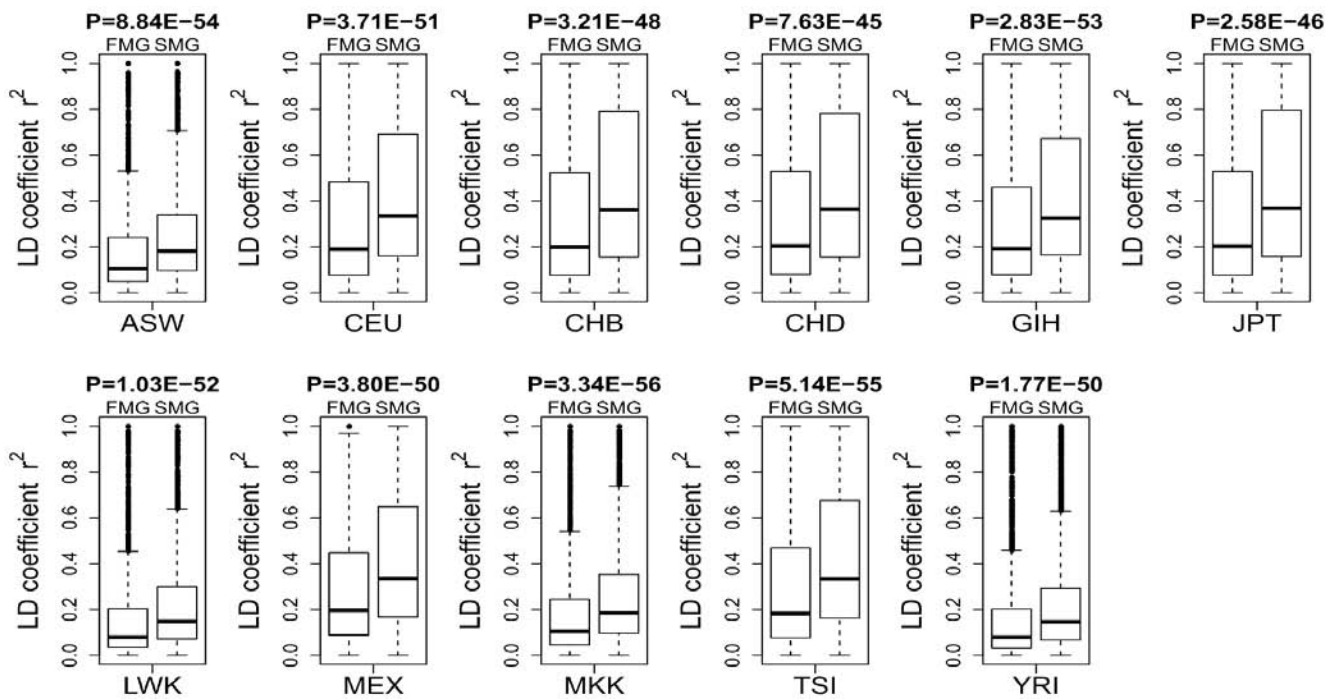 P=8.84E−54 P=3.71E−51 P=3.21E−48 P=7.63E−45 P=2.83E−53 P=2.58E−46
FMG SMG FMG SMG FMG SMG FMG SMG FMG SMG FMG SMG
LD coefficient r² LD coefficient r² LD coefficient r² LD coefficient r² LD coefficient r² LD coefficient r²
1.0 1.0 1.0 1.0 1.0 1.0
0.8 0.8 0.8 0.8 0.8 0.8
0.6 0.6 0.6 0.6 0.6 0.6
0.4 0.4 0.4 0.4 0.4 0.4
0.2 0.2 0.2 0.2 0.2 0.2
0.0 0.0 0.0 0.0 0.0 0.0
ASW CEU CHB CHD GIH JPT
P=1.03E−52 P=3.80E−50 P=3.34E−56 P=5.14E−55 P=1.77E−50
FMG SMG FMG SMG FMG SMG FMG SMG FMG SMG
LD coefficient r² LD coefficient r² LD coefficient r² LD coefficient r² LD coefficient r²
1.0 1.0 1.0 1.0 1.0
0.8 0.8 0.8 0.8 0.8
0.6 0.6 0.6 0.6 0.6
0.4 0.4 0.4 0.4 0.4
0.2 0.2 0.2 0.2 0.2
0.0 0.0 0.0 0.0 0.0
LWK MEX MKK TSI YRI